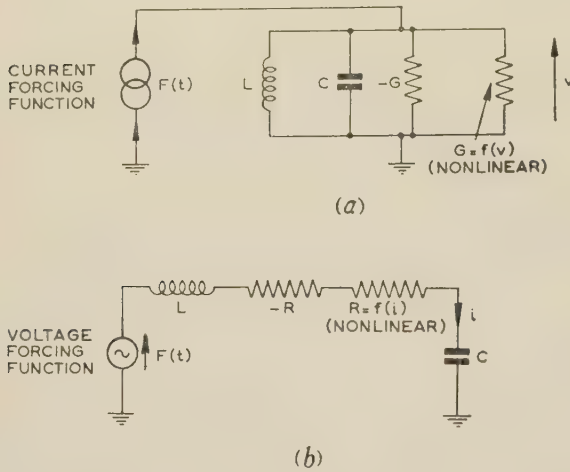 CURRENT
FORCING
FUNCTION
F(t)
L
C
-G
v
G=f(v)
(NONLINEAR)
(a)
L
-R
R=f(i)
(NONLINEAR)
i
VOLTAGE
FORCING
FUNCTION
F(t)
C
(b)